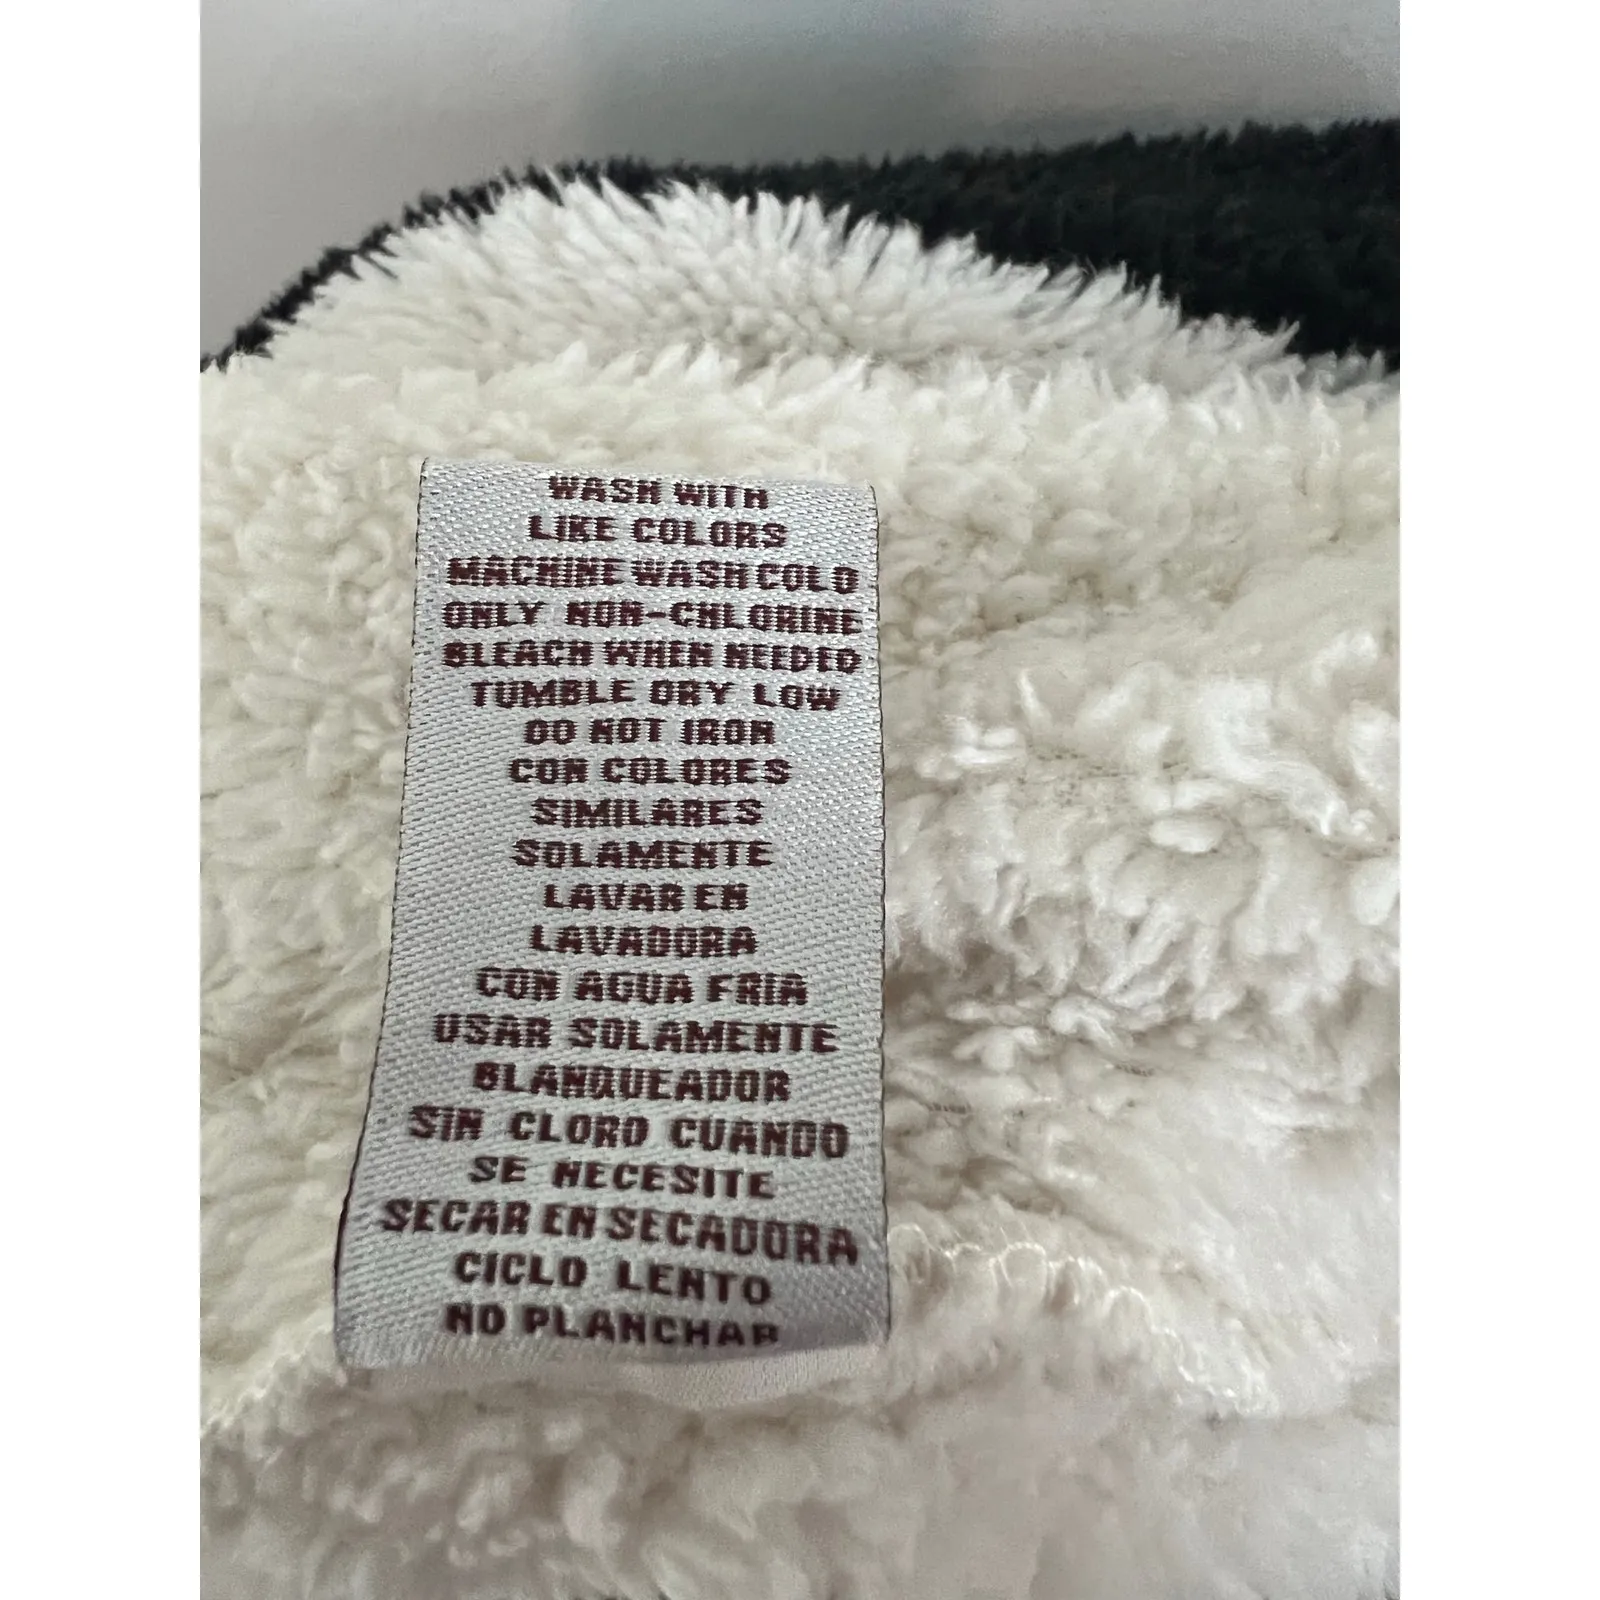 WASH WITH
LIKE COLORS
MACHINE WASH COLD
ONLY NON-CHLORINE
BLEACH WHEN NEEDED
TUMBLE DRY LOW
DO NOT IRON
CON COLORES
SIMILARES
SOLAMENTE
LAVAR EN
LAVADORA
CON AGUA FRIA
USAR SOLAMENTE
BLANQUEADOR
SIN CLORO CUANDO
SE NECESITE
SECAR EN SECADORA
CICLO LENTO
NO PLANCHAR